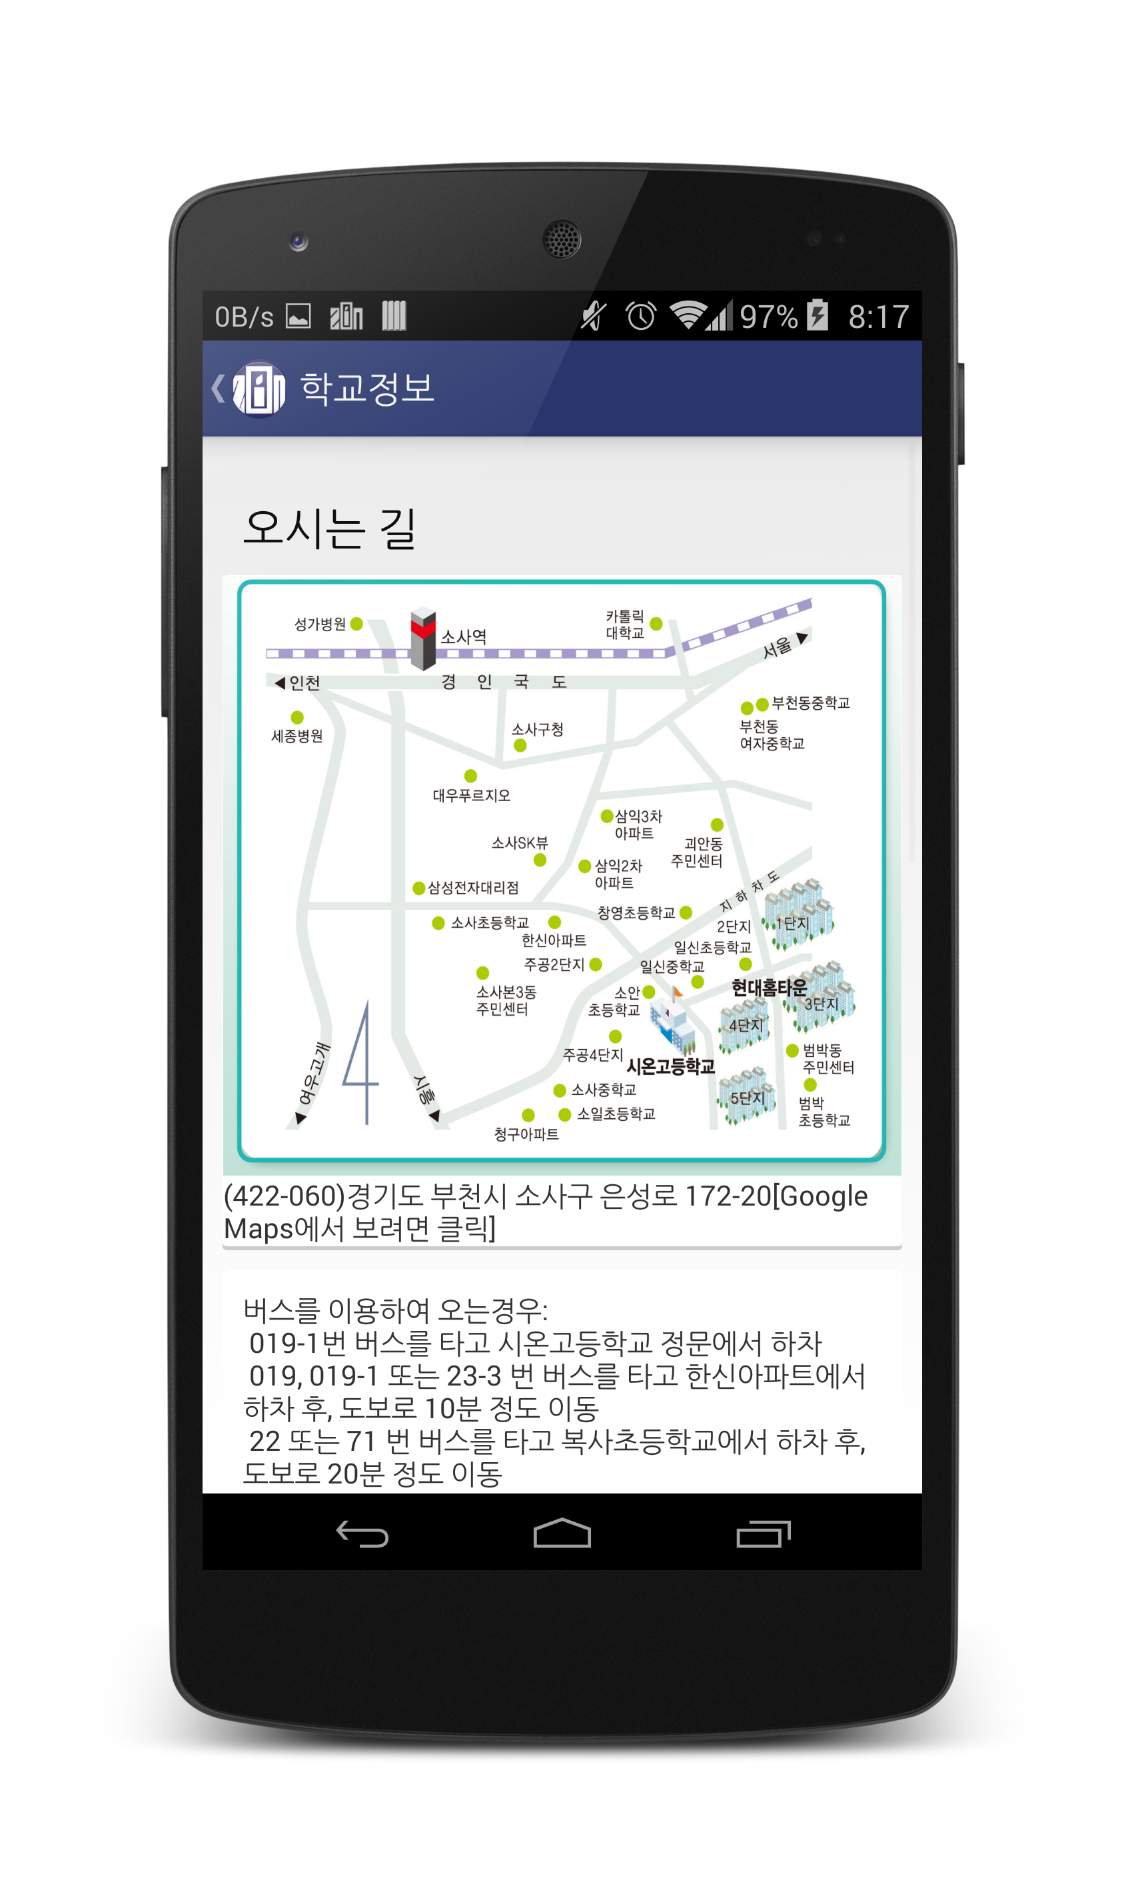 0B/s 97% 8:17
학교정보
오시는 길
성가병원
소사역
카톨릭
대학교
서울
인천
경 인 국 도
세종병원
소사구청
부천동중학교
부천동
여자중학교
대우푸르지오
삼익3차
아파트
소사SK뷰
괴안동
주민센터
삼익2차
아파트
삼성전자대리점
지하차도
창영초등학교
2단지
1단지
소사초등학교
한신아파트
일신초등학교
주공2단지
일신중학교
현대홈타운
3단지
소사본3동
주민센터
소안
초등학교
4단지
주공4단지
시온고등학교
범박동
주민센터
여우고개
4
시흥
소사중학교
5단지
범박
초등학교
소일초등학교
청구아파트
(422-060)경기도 부천시 소사구 은성로 172-20[Google
Maps에서 보려면 클릭]
버스를 이용하여 오는경우:
019-1번 버스를 타고 시온고등학교 정문에서 하차
019, 019-1 또는 23-3 번 버스를 타고 한신아파트에서
하차 후, 도보로 10분 정도 이동
22 또는 71 번 버스를 타고 복사초등학교에서 하차 후,
도보로 20분 정도 이동